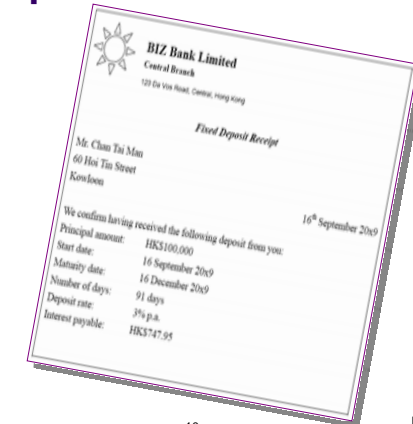 BIZ Bank Limited
Central Branch
123 Da Vos Road, Central, Hong Kong
Fixed Deposit Receipt
Mr. Chan Tai Man
60 Hoi Tin Street
Kowloon
16th September 20x9
We confirm having received the following deposit from you:
Principal amount: HK$100,000
Start date: 16 September 20x9
Maturity date: 16 December 20x9
Number of days: 91 days
Deposit rate: 3% p.a.
Interest payable: HK$747.95